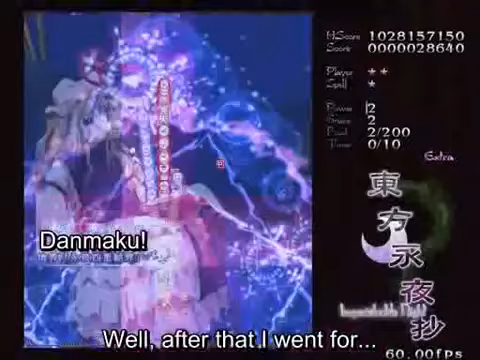 HiScore 1028157150
Score 0000028640
Player ★★
Spell ★
Power 2
Graze 2
Point 2/200
Time 0/10
Extra
東方永夜抄
Imperishable Night
Danmaku!
Well, after that I went for...
60.00fps